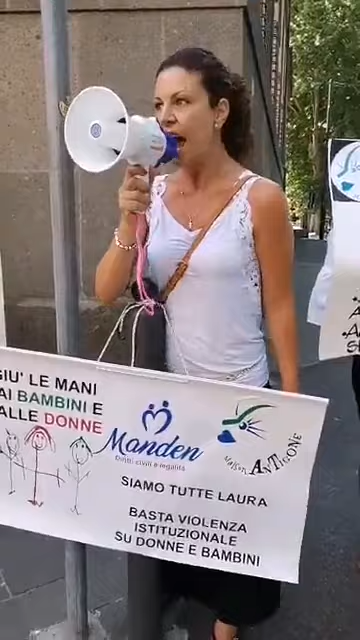 GIU' LE MANI
AI BAMBINI E
ALLE DONNE
Manden
Diritti civili e legalità
Maison
ANTIGONE
SIAMO TUTTE LAURA
BASTA VIOLENZA
ISTITUZIONALE
SU DONNE E BAMBINI